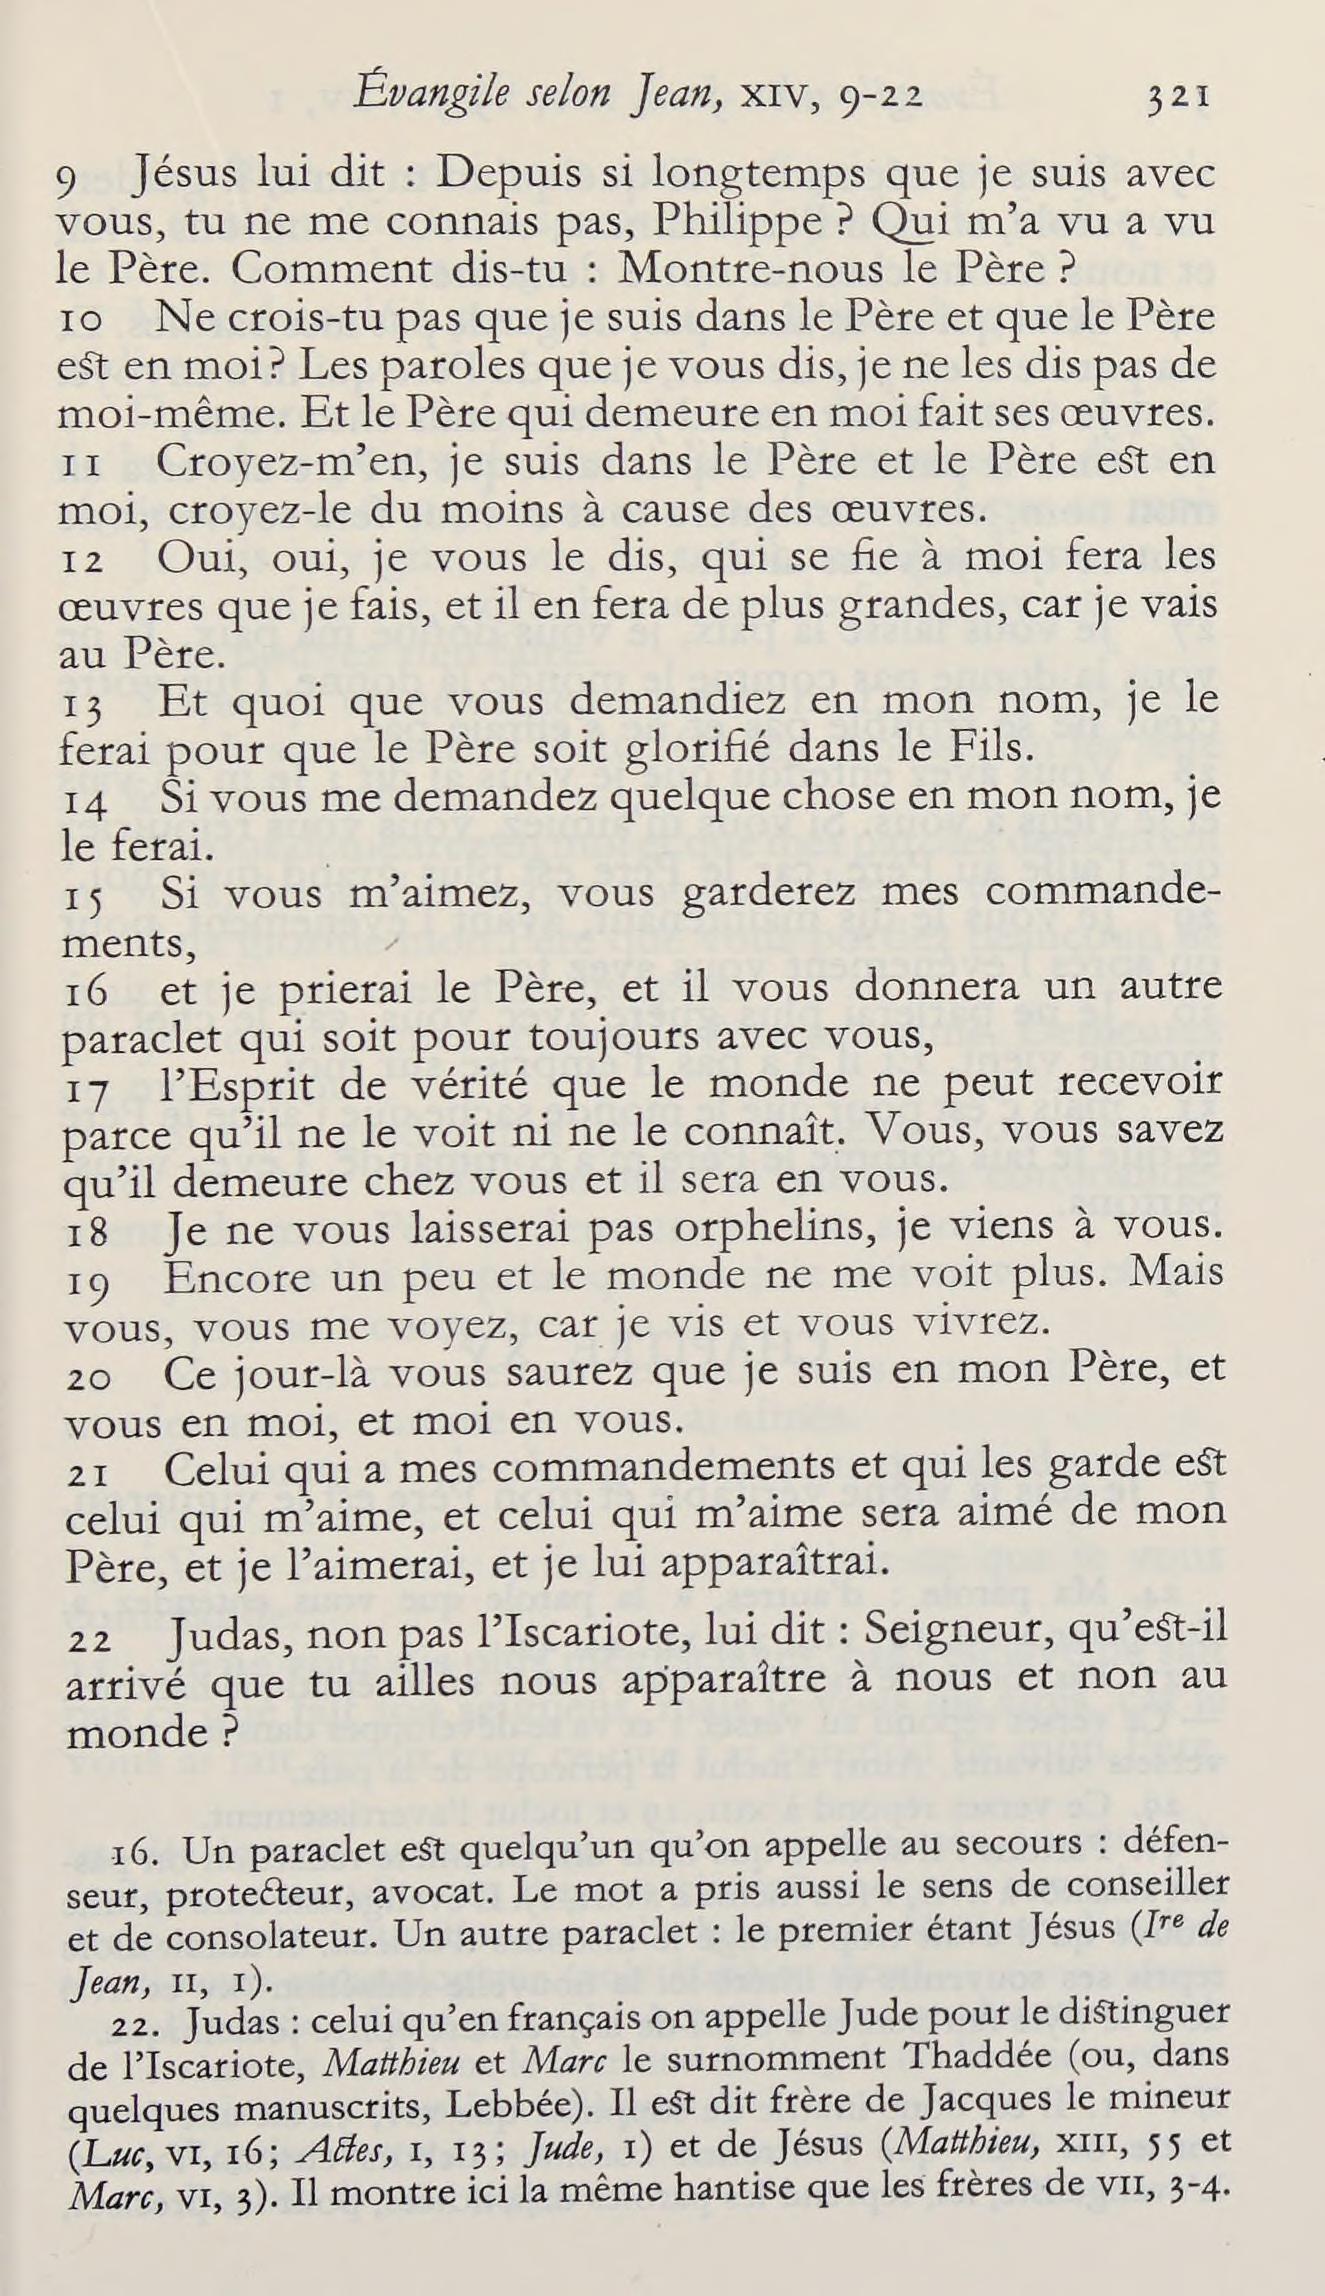 Évangile selon Jean, XIV, 9-22 321
9 Jésus lui dit : Depuis si longtemps que je suis avec
vous, tu ne me connais pas, Philippe ? Qui m’a vu a vu
le Père. Comment dis-tu : Montre-nous le Père ?
10 Ne crois-tu pas que je suis dans le Père et que le Père
est en moi? Les paroles que je vous dis, je ne les dis pas de
moi-même. Et le Père qui demeure en moi fait ses œuvres.
11 Croyez-m’en, je suis dans le Père et le Père est en
moi, croyez-le du moins à cause des œuvres.
12 Oui, oui, je vous le dis, qui se fie à moi fera les
œuvres que je fais, et il en fera de plus grandes, car je vais
au Père.
13 Et quoi que vous demandiez en mon nom, je le
ferai pour que le Père soit glorifié dans le Fils.
14 Si vous me demandez quelque chose en mon nom, je
le ferai.
15 Si vous m’aimez, vous garderez mes commande-
ments,
16 et je prierai le Père, et il vous donnera un autre
paraclet qui soit pour toujours avec vous,
17 l’Esprit de vérité que le monde ne peut recevoir
parce qu’il ne le voit ni ne le connaît. Vous, vous savez
qu’il demeure chez vous et il sera en vous.
18 Je ne vous laisserai pas orphelins, je viens à vous.
19 Encore un peu et le monde ne me voit plus. Mais
vous, vous me voyez, car je vis et vous vivrez.
20 Ce jour-là vous saurez que je suis en mon Père, et
vous en moi, et moi en vous.
21 Celui qui a mes commandements et qui les garde est
celui qui m’aime, et celui qui m’aime sera aimé de mon
Père, et je l’aimerai, et je lui apparaîtrai.
22 Judas, non pas l’Iscariote, lui dit : Seigneur, qu’est-il
arrivé que tu ailles nous apparaître à nous et non au
monde ?
16. Un paraclet est quelqu’un qu’on appelle au secours : défen-
seur, protecteur, avocat. Le mot a pris aussi le sens de conseiller
et de consolateur. Un autre paraclet : le premier étant Jésus (Iʳᵉ de
Jean, II, 1).
22. Judas : celui qu’en français on appelle Jude pour le distinguer
de l’Iscariote, Matthieu et Marc le surnomment Thaddée (ou, dans
quelques manuscrits, Lebbée). Il est dit frère de Jacques le mineur
(Luc, VI, 16; Actes, I, 13; Jude, 1) et de Jésus (Matthieu, XIII, 55 et
Marc, VI, 3). Il montre ici la même hantise que les frères de VII, 3-4.